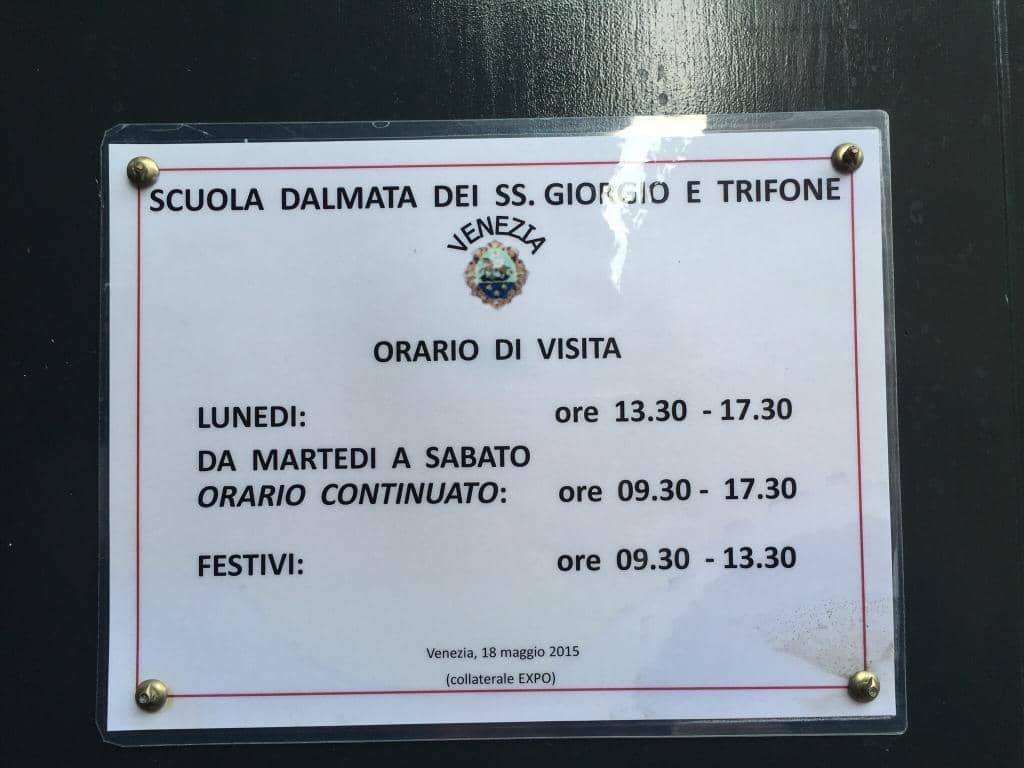 SCUOLA DALMATA DEI SS. GIORGIO E TRIFONE
VENEZIA
ORARIO DI VISITA
LUNEDI: ore 13.30 - 17.30
DA MARTEDI A SABATO
ORARIO CONTINUATO: ore 09.30 - 17.30
FESTIVI: ore 09.30 - 13.30
Venezia, 18 maggio 2015
(collaterale EXPO)